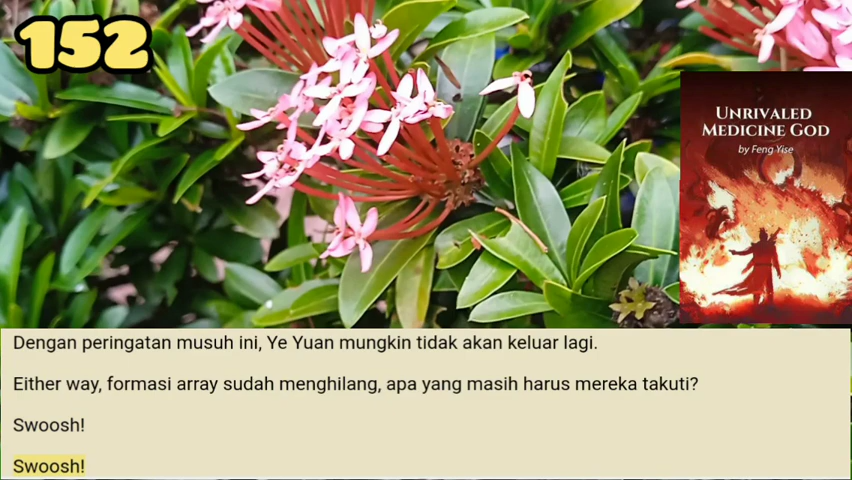 152
UNRIVALED
MEDICINE GOD
by Feng Yise
Dengan peringatan musuh ini, Ye Yuan mungkin tidak akan keluar lagi.
Either way, formasi array sudah menghilang, apa yang masih harus mereka takuti?
Swoosh!
Swoosh!